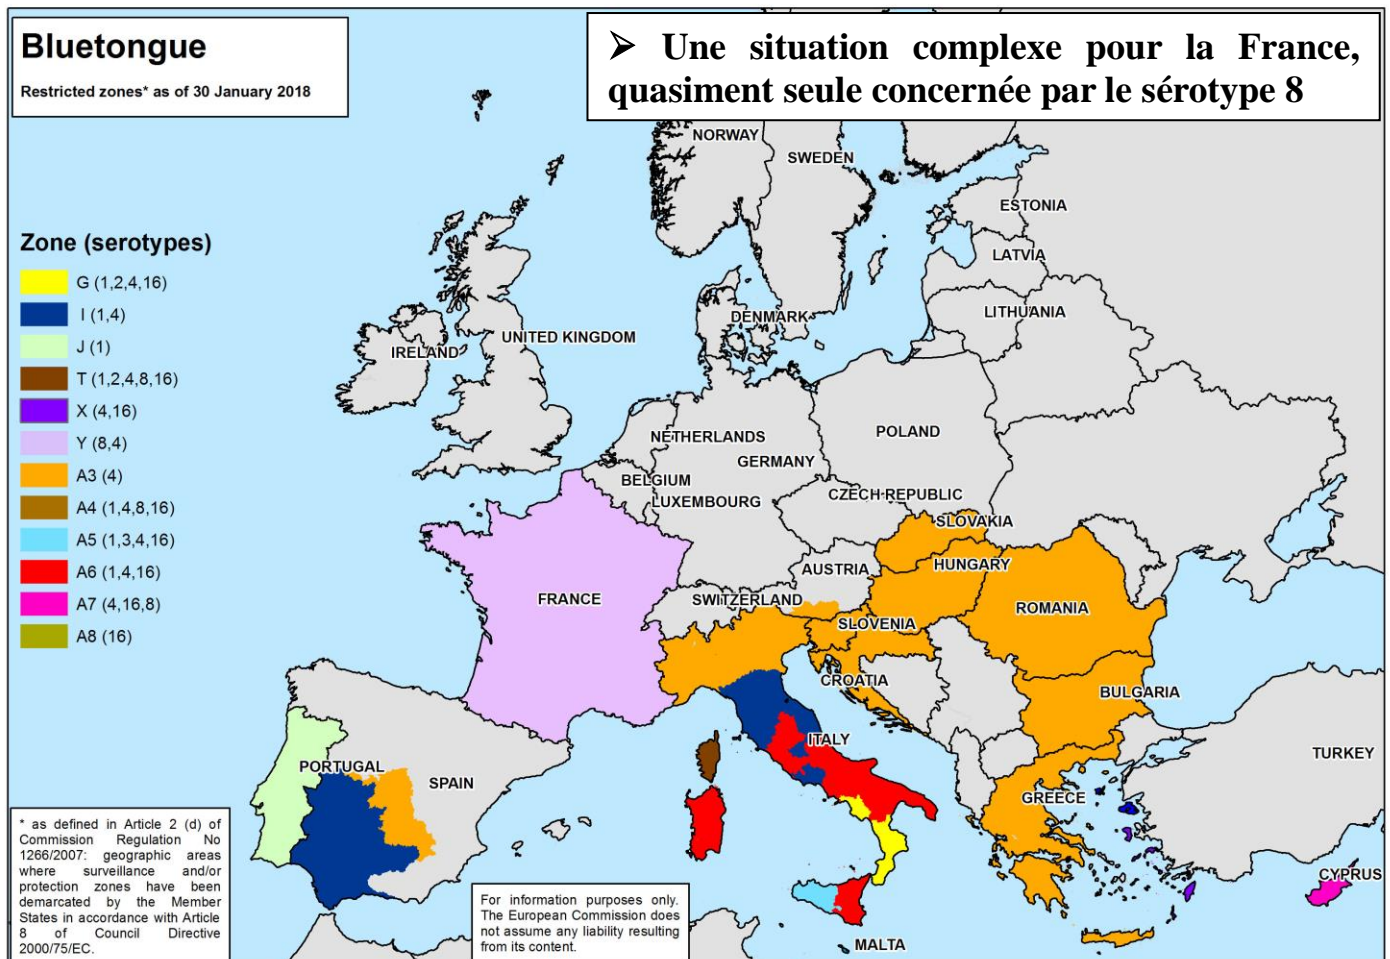 Bluetongue
Restricted zones* as of 30 January 2018
➢ Une situation complexe pour la France,
quasiment seule concernée par le sérotype 8
Zone (serotypes)
G (1,2,4,16)
I (1,4)
J (1)
T (1,2,4,8,16)
X (4,16)
Y (8,4)
A3 (4)
A4 (1,4,8,16)
A5 (1,3,4,16)
A6 (1,4,16)
A7 (4,16,8)
A8 (16)
NORWAY
SWEDEN
ESTONIA
LATVIA
LITHUANIA
DENMARK
UNITED KINGDOM
IRELAND
NETHERLANDS
POLAND
GERMANY
BELGIUM
LUXEMBOURG
CZECH REPUBLIC
SLOVAKIA
HUNGARY
AUSTRIA
FRANCE
SWITZERLAND
ROMANIA
SLOVENIA
CROATIA
BULGARIA
ITALY
TURKEY
PORTUGAL
SPAIN
GREECE
CYPRUS
MALTA
* as defined in Article 2 (d) of
Commission Regulation No
1266/2007: geographic areas
where surveillance and/or
protection zones have been
demarcated by the Member
States in accordance with Article
8 of Council Directive
2000/75/EC.
For information purposes only.
The European Commission does
not assume any liability resulting
from its content.